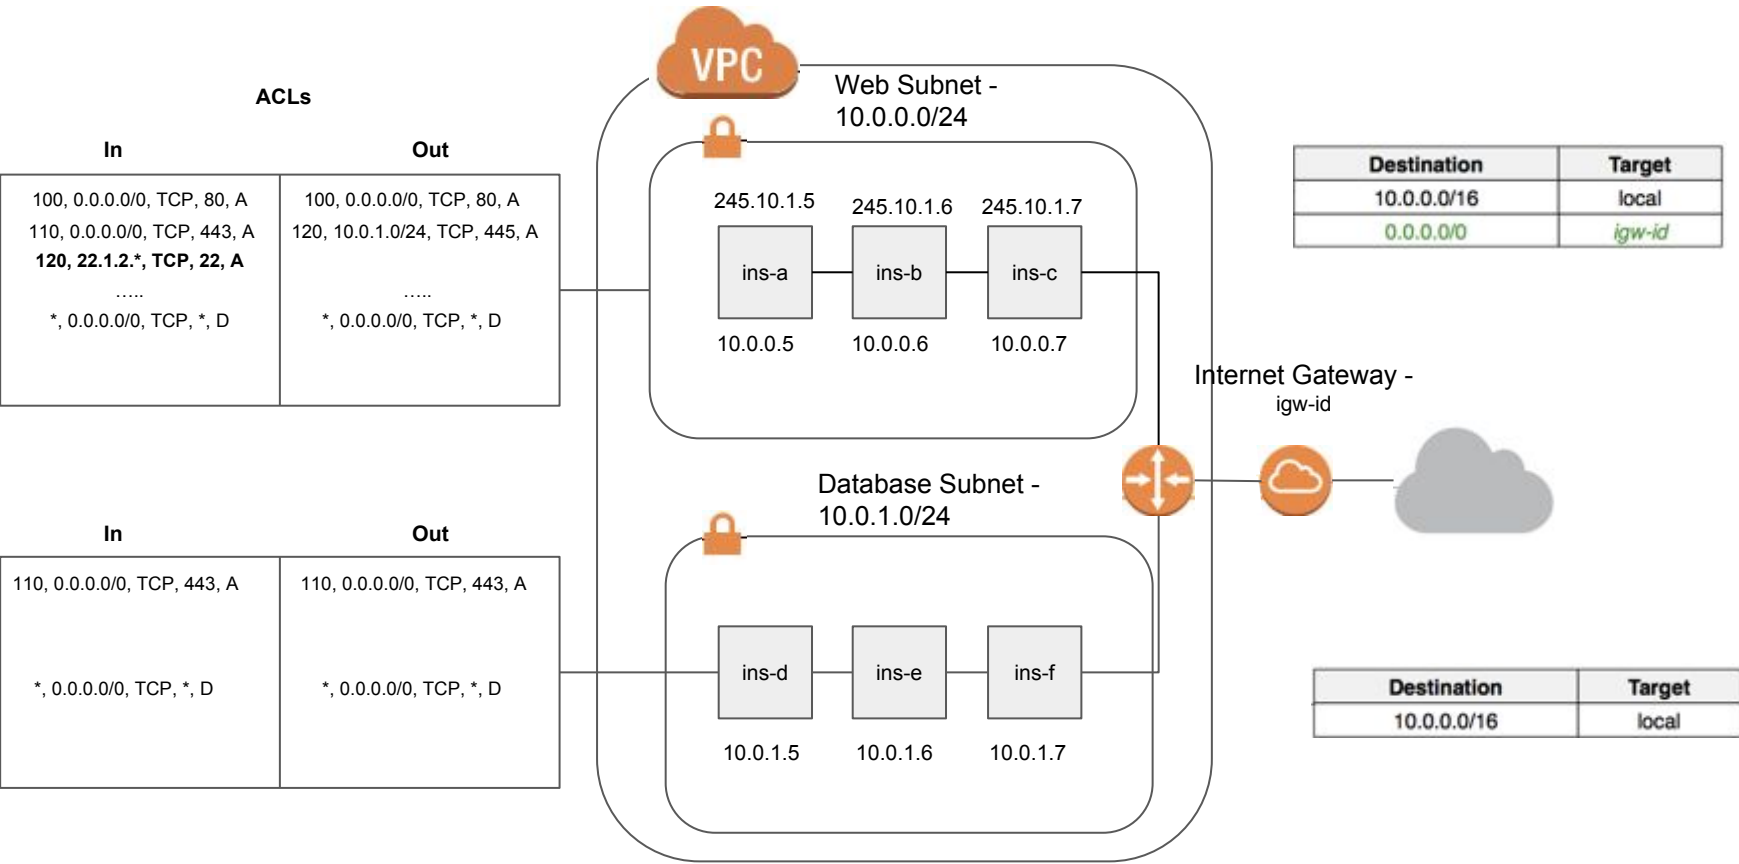 VPC
Web Subnet -
10.0.0.0/24
ACLs
In
Out
100, 0.0.0.0/0, TCP, 80, A
110, 0.0.0.0/0, TCP, 443, A
120, 22.1.2.*, TCP, 22, A
.....
*, 0.0.0.0/0, TCP, *, D
100, 0.0.0.0/0, TCP, 80, A
120, 10.0.1.0/24, TCP, 445, A
.....
*, 0.0.0.0/0, TCP, *, D
245.10.1.5
245.10.1.6
245.10.1.7
ins-a
ins-b
ins-c
10.0.0.5
10.0.0.6
10.0.0.7
Destination Target
10.0.0.0/16 local
0.0.0.0/0 igw-id
Internet Gateway -
igw-id
Database Subnet -
10.0.1.0/24
In
Out
110, 0.0.0.0/0, TCP, 443, A
*, 0.0.0.0/0, TCP, *, D
110, 0.0.0.0/0, TCP, 443, A
*, 0.0.0.0/0, TCP, *, D
ins-d
ins-e
ins-f
10.0.1.5
10.0.1.6
10.0.1.7
Destination Target
10.0.0.0/16 local